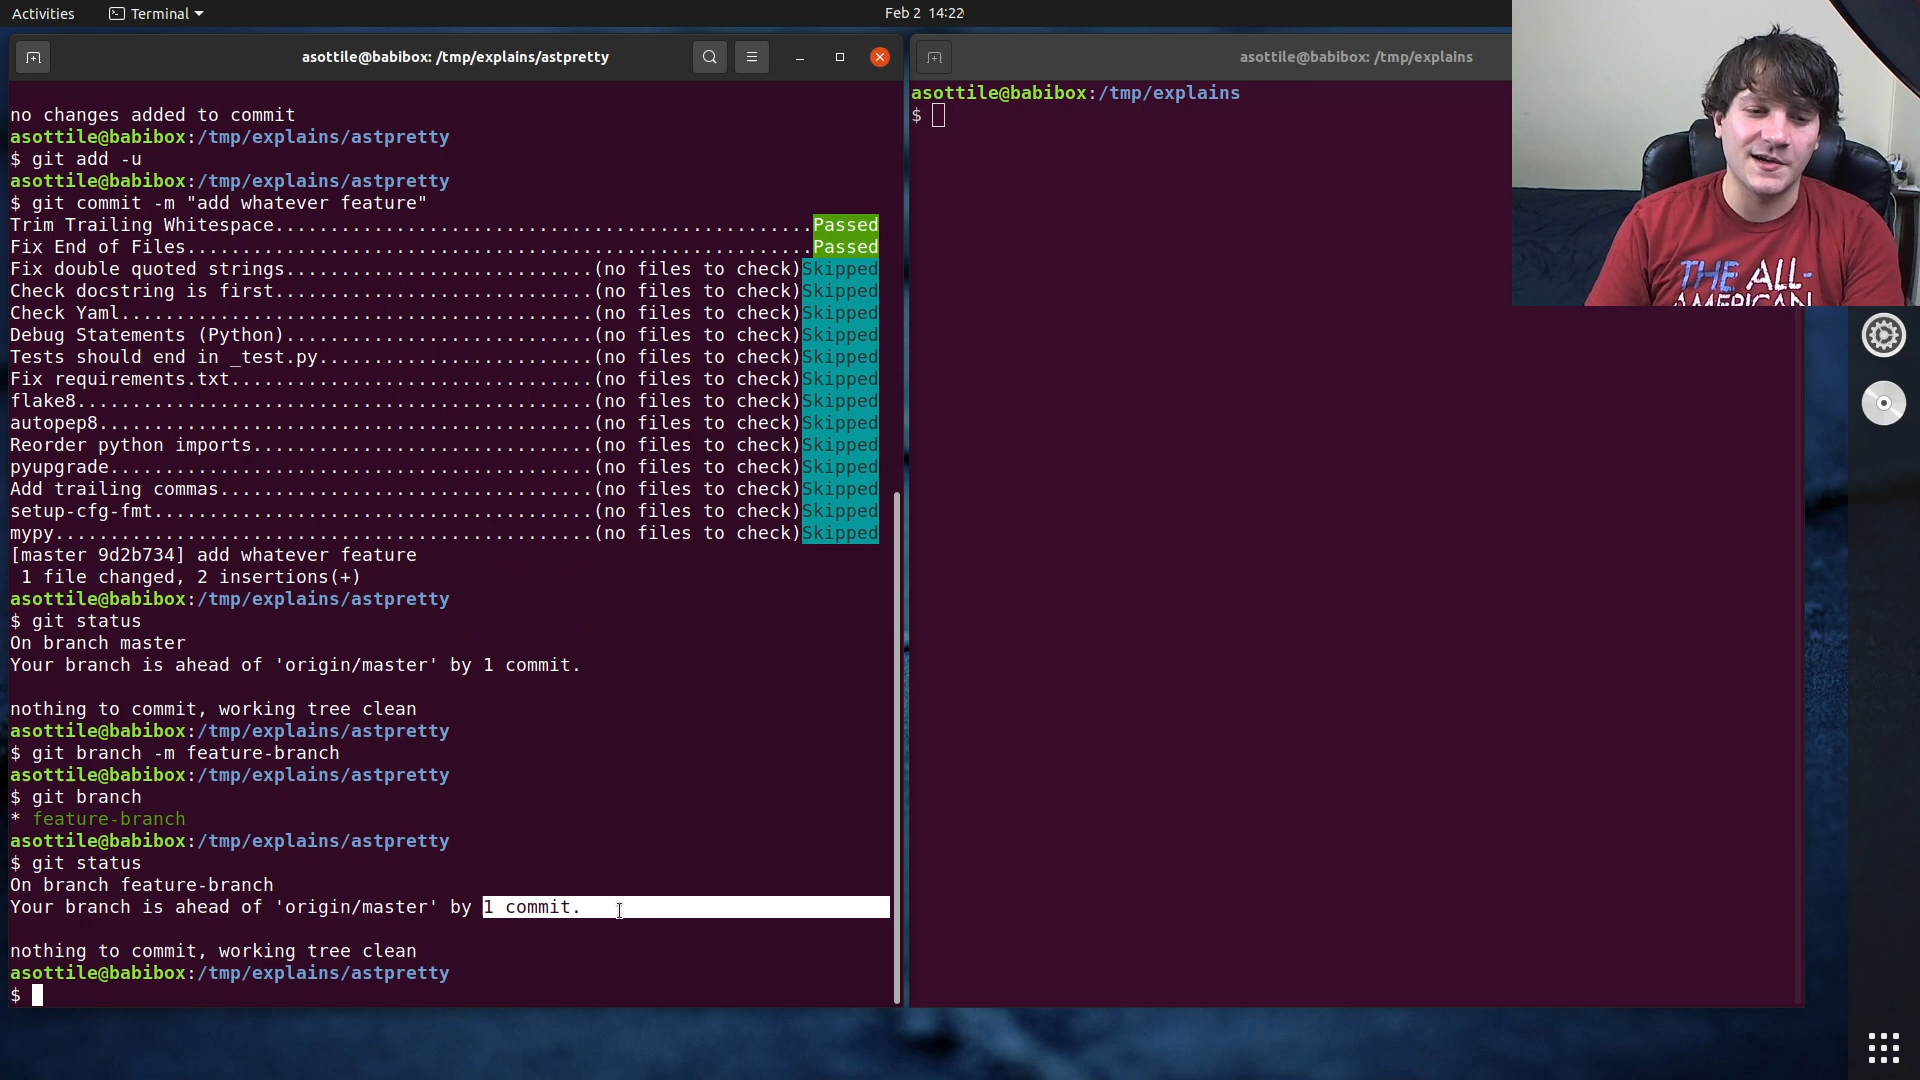 Activities
Terminal
Feb 2 14:22
asottile@babibox: /tmp/explains/astpretty
no changes added to commit
asottile@babibox:/tmp/explains/astpretty
$ git add -u
asottile@babibox:/tmp/explains/astpretty
$ git commit -m "add whatever feature"
Trim Trailing Whitespace.................................................Passed
Fix End of Files.........................................................Passed
Fix double quoted strings............................(no files to check)Skipped
Check docstring is first.............................(no files to check)Skipped
Check Yaml...........................................(no files to check)Skipped
Debug Statements (Python)............................(no files to check)Skipped
Tests should end in _test.py.........................(no files to check)Skipped
Fix requirements.txt.................................(no files to check)Skipped
flake8...............................................(no files to check)Skipped
autopep8.............................................(no files to check)Skipped
Reorder python imports...............................(no files to check)Skipped
pyupgrade............................................(no files to check)Skipped
Add trailing commas..................................(no files to check)Skipped
setup-cfg-fmt........................................(no files to check)Skipped
mypy.................................................(no files to check)Skipped
[master 9d2b734] add whatever feature
1 file changed, 2 insertions(+)
asottile@babibox:/tmp/explains/astpretty
$ git status
On branch master
Your branch is ahead of 'origin/master' by 1 commit.
nothing to commit, working tree clean
asottile@babibox:/tmp/explains/astpretty
$ git branch -m feature-branch
asottile@babibox:/tmp/explains/astpretty
$ git branch
* feature-branch
asottile@babibox:/tmp/explains/astpretty
$ git status
On branch feature-branch
Your branch is ahead of 'origin/master' by 1 commit.
nothing to commit, working tree clean
asottile@babibox:/tmp/explains/astpretty
$
asottile@babibox: /tmp/explains
asottile@babibox:/tmp/explains
$
THE ALL-
AMERICAN